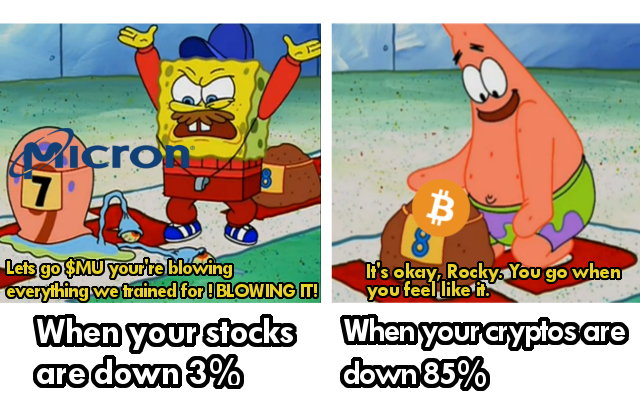 Micron
7
8
Lets go $MU your're blowing
everything we trained for ! BLOWING IT!
₿
8
It's okay, Rocky. You go when
you feel like it.
When your stocks
are down 3%
When your cryptos are
down 85%